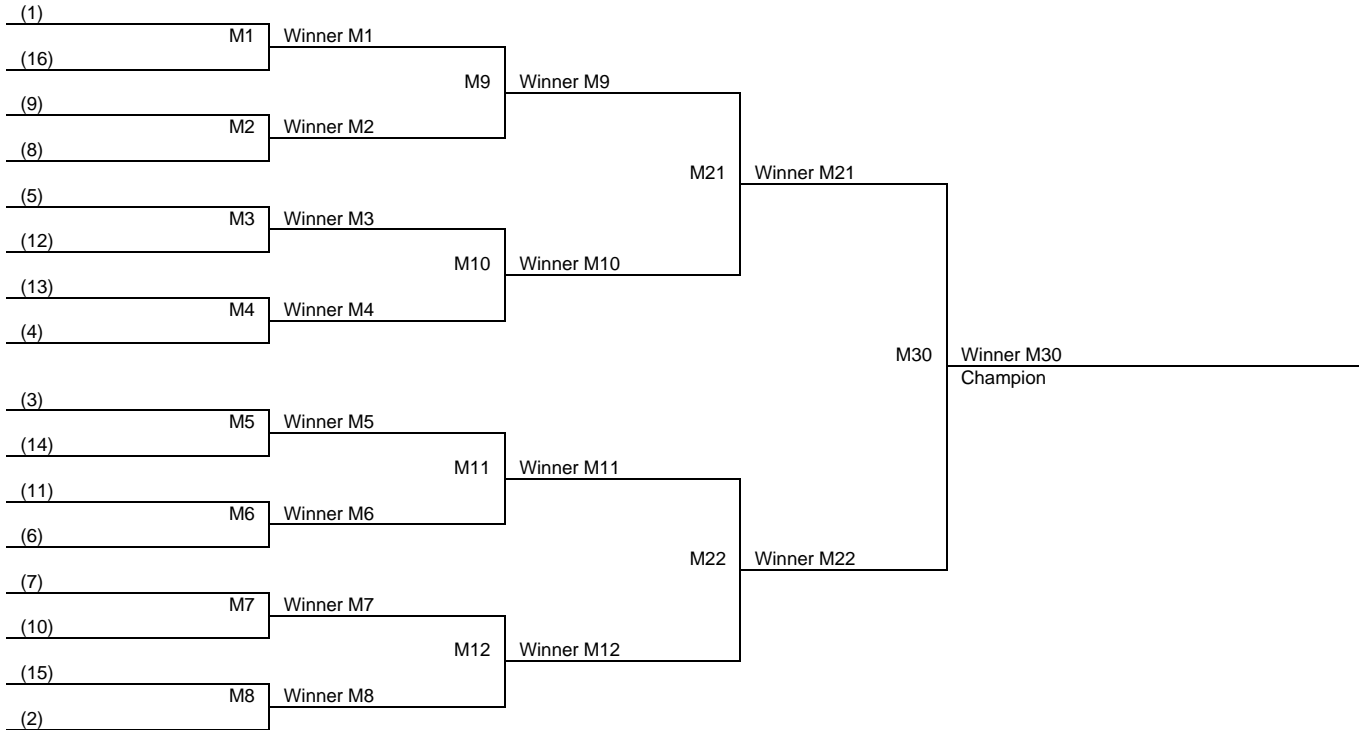 (1)
M1 Winner M1
(16)
M9 Winner M9
(9)
M2 Winner M2
(8)
M21 Winner M21
(5)
M3 Winner M3
(12)
M10 Winner M10
(13)
M4 Winner M4
(4)
M30 Winner M30
Champion
(3)
M5 Winner M5
(14)
M11 Winner M11
(11)
M6 Winner M6
(6)
M22 Winner M22
(7)
M7 Winner M7
(10)
M12 Winner M12
(15)
M8 Winner M8
(2)